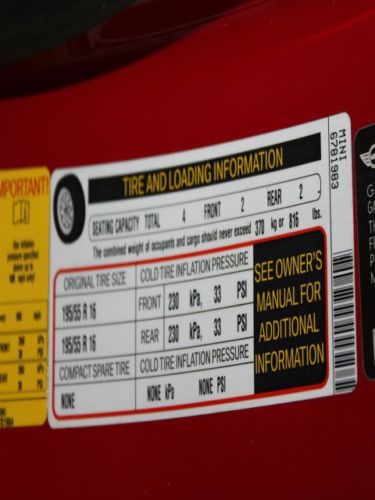 IMPORTANT!
TIRE AND LOADING INFORMATION
SEATING CAPACITY TOTAL 4 FRONT 2 REAR 2
The combined weight of occupants and cargo should never exceed 370 kg or 816 lbs.
ORIGINAL TIRE SIZE COLD TIRE INFLATION PRESSURE
195/55 R 16 FRONT 230 kPa, 33 PSI
195/55 R 16 REAR 230 kPa, 33 PSI
COMPACT SPARE TIRE COLD TIRE INFLATION PRESSURE
NONE NONE kPa NONE PSI
SEE OWNER'S
MANUAL FOR
ADDITIONAL
INFORMATION
MINI
6781983